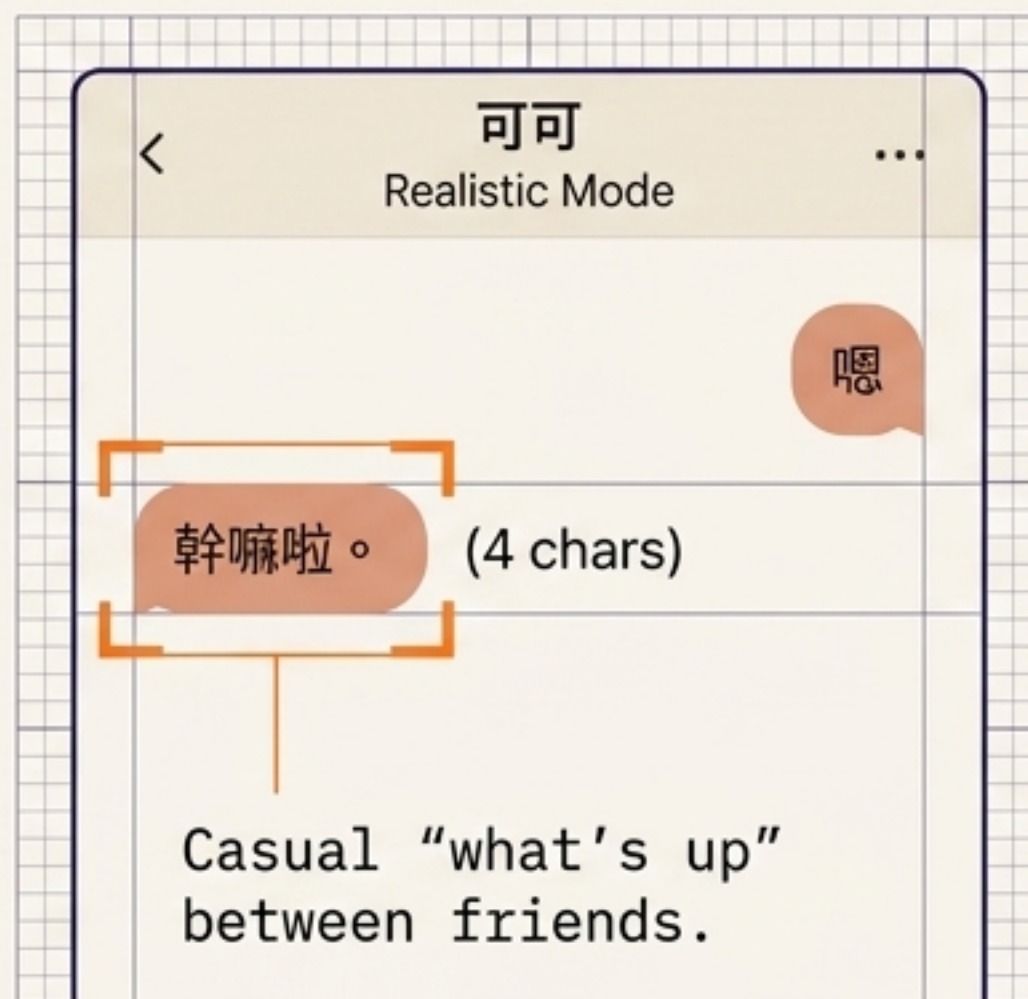 可可
Realistic Mode
嗯
幹嘛啦。 (4 chars)
Casual “what’s up”
between friends.